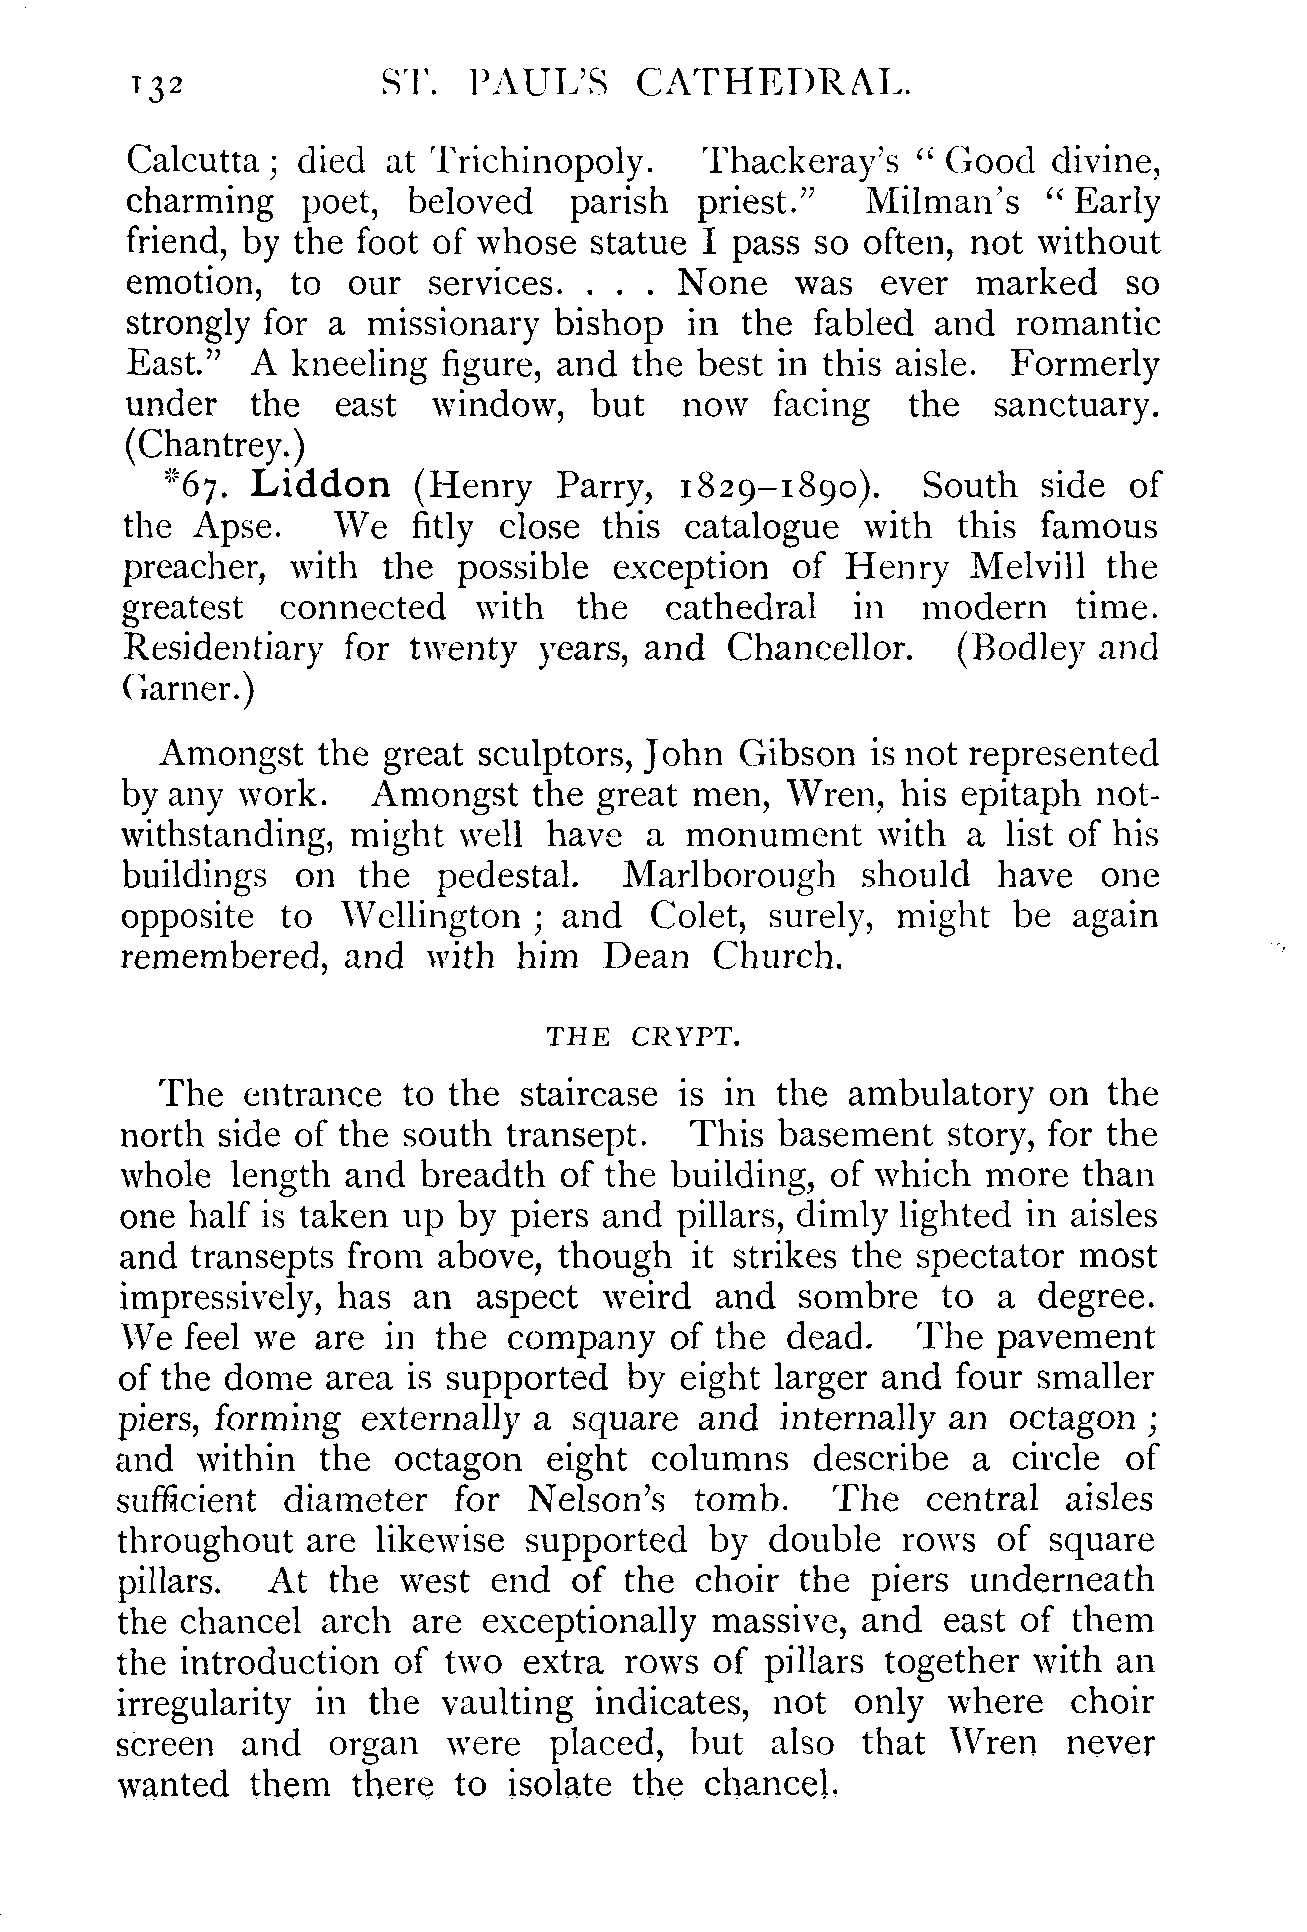 132 ST. PAUL'S CATHEDRAL.
Calcutta; died at Trichinopoly. Thackeray's "Good divine,
charming poet, beloved parish priest." Milman's "Early
friend, by the foot of whose statue I pass so often, not without
emotion, to our services. . . . None was ever marked so
strongly for a missionary bishop in the fabled and romantic
East." A kneeling figure, and the best in this aisle. Formerly
under the east window, but now facing the sanctuary.
(Chantrey.)
*67. Liddon (Henry Parry, 1829–1890). South side of
the Apse. We fitly close this catalogue with this famous
preacher, with the possible exception of Henry Melvill the
greatest connected with the cathedral in modern time.
Residentiary for twenty years, and Chancellor. (Bodley and
Garner.)
Amongst the great sculptors, John Gibson is not represented
by any work. Amongst the great men, Wren, his epitaph not-
withstanding, might well have a monument with a list of his
buildings on the pedestal. Marlborough should have one
opposite to Wellington; and Colet, surely, might be again
remembered, and with him Dean Church.
THE CRYPT.
The entrance to the staircase is in the ambulatory on the
north side of the south transept. This basement story, for the
whole length and breadth of the building, of which more than
one half is taken up by piers and pillars, dimly lighted in aisles
and transepts from above, though it strikes the spectator most
impressively, has an aspect weird and sombre to a degree.
We feel we are in the company of the dead. The pavement
of the dome area is supported by eight larger and four smaller
piers, forming externally a square and internally an octagon;
and within the octagon eight columns describe a circle of
sufficient diameter for Nelson's tomb. The central aisles
throughout are likewise supported by double rows of square
pillars. At the west end of the choir the piers underneath
the chancel arch are exceptionally massive, and east of them
the introduction of two extra rows of pillars together with an
irregularity in the vaulting indicates, not only where choir
screen and organ were placed, but also that Wren never
wanted them there to isolate the chancel.